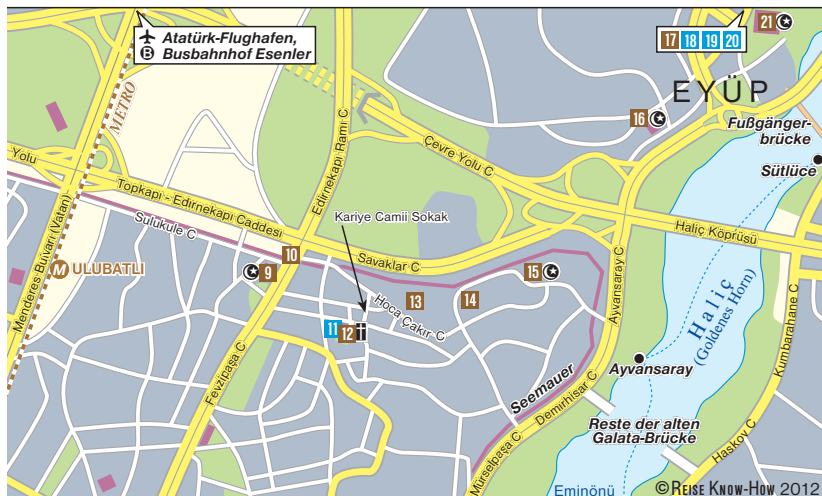 Atatürk-Flughafen,
B Busbahnhof Esenler
17 18 19 20
21
EYÜP
16
Fußgänger-
brücke
Sütlüce
METRO
Edirnekapı Rami C
Çevre Yolu C
Yolu
Topkapı - Edirnekapı Caddesi
Sulukule C
Kariye Camii Sokak
Menderes Bulvarı (Vatan)
Haliç Köprüsü
Savaklar C
M ULUBATLI
9
10
11
12
13
14
15
Hoca Çakır C
Ayvansaray C
Haliç
(Goldenes Horn)
Kumbarahane C
Fevzipaşa C
Ayvansaray
Seemauer
Demirhisar C
Mürselpaşa C
Reste der alten
Galata-Brücke
Haskov C
Eminönü
© REISE KNOW-HOW 2012